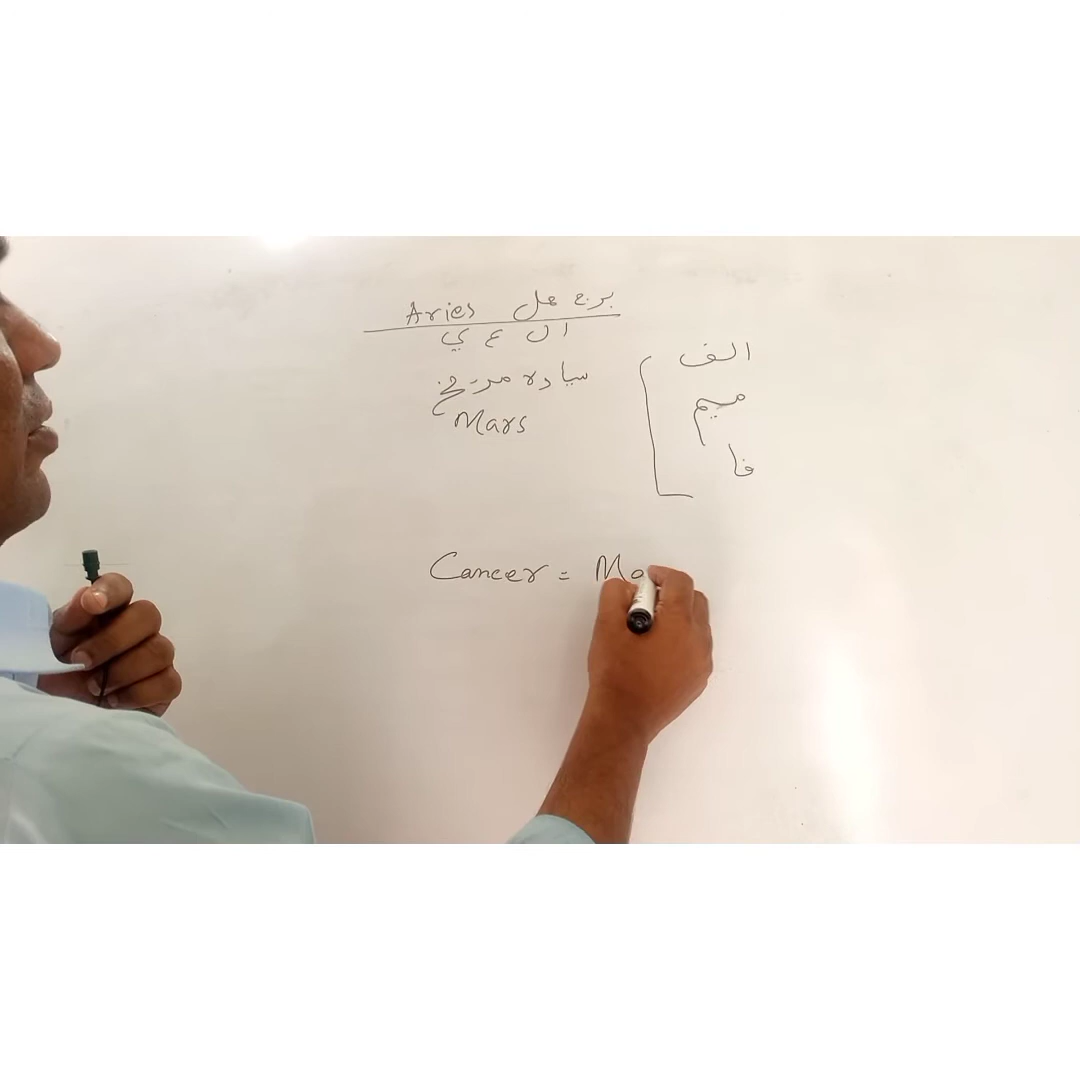 Aries برج حمل
ا ل ع ي
سیارہ مریخ
Mars
الف
میم
فا
Cancer = Mo